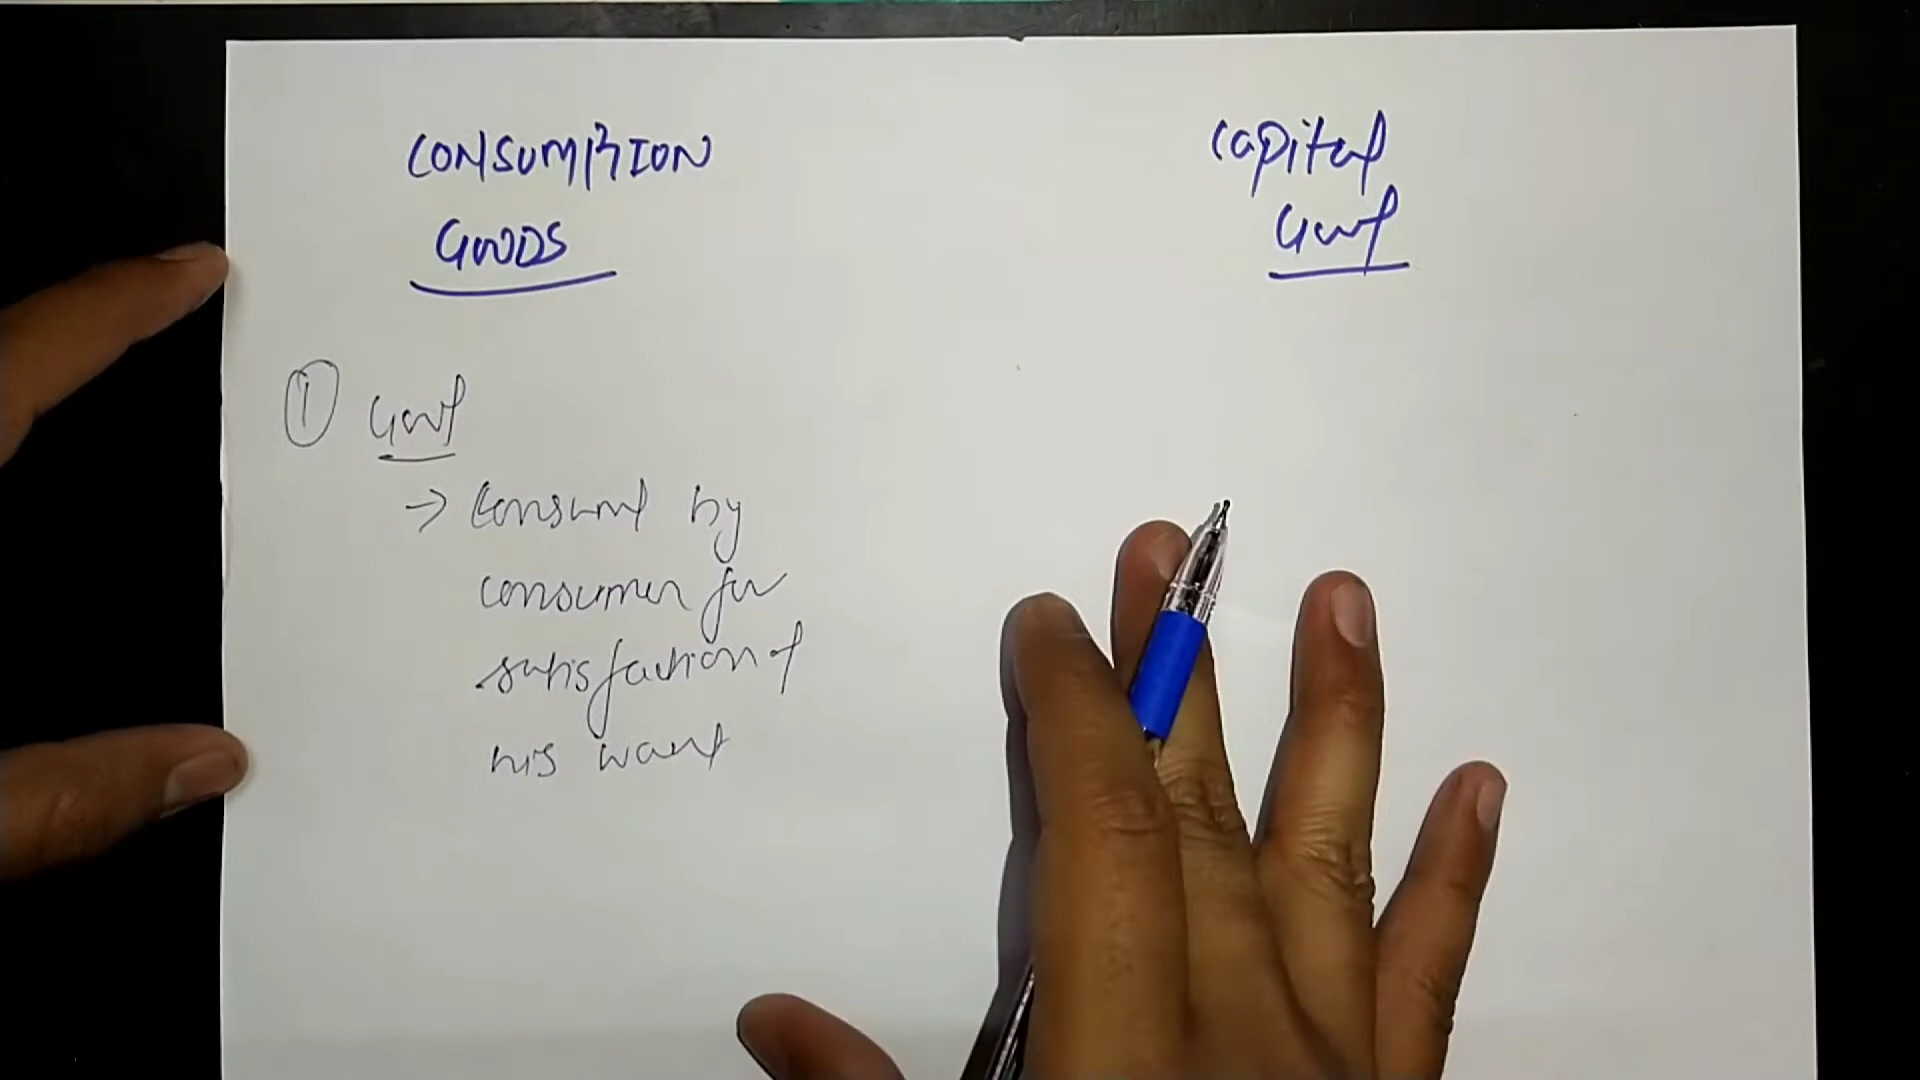 CONSUMPTION
GOODS
Capital
Good
① Good
→ Consumed by
consumer for
satisfaction of
his want